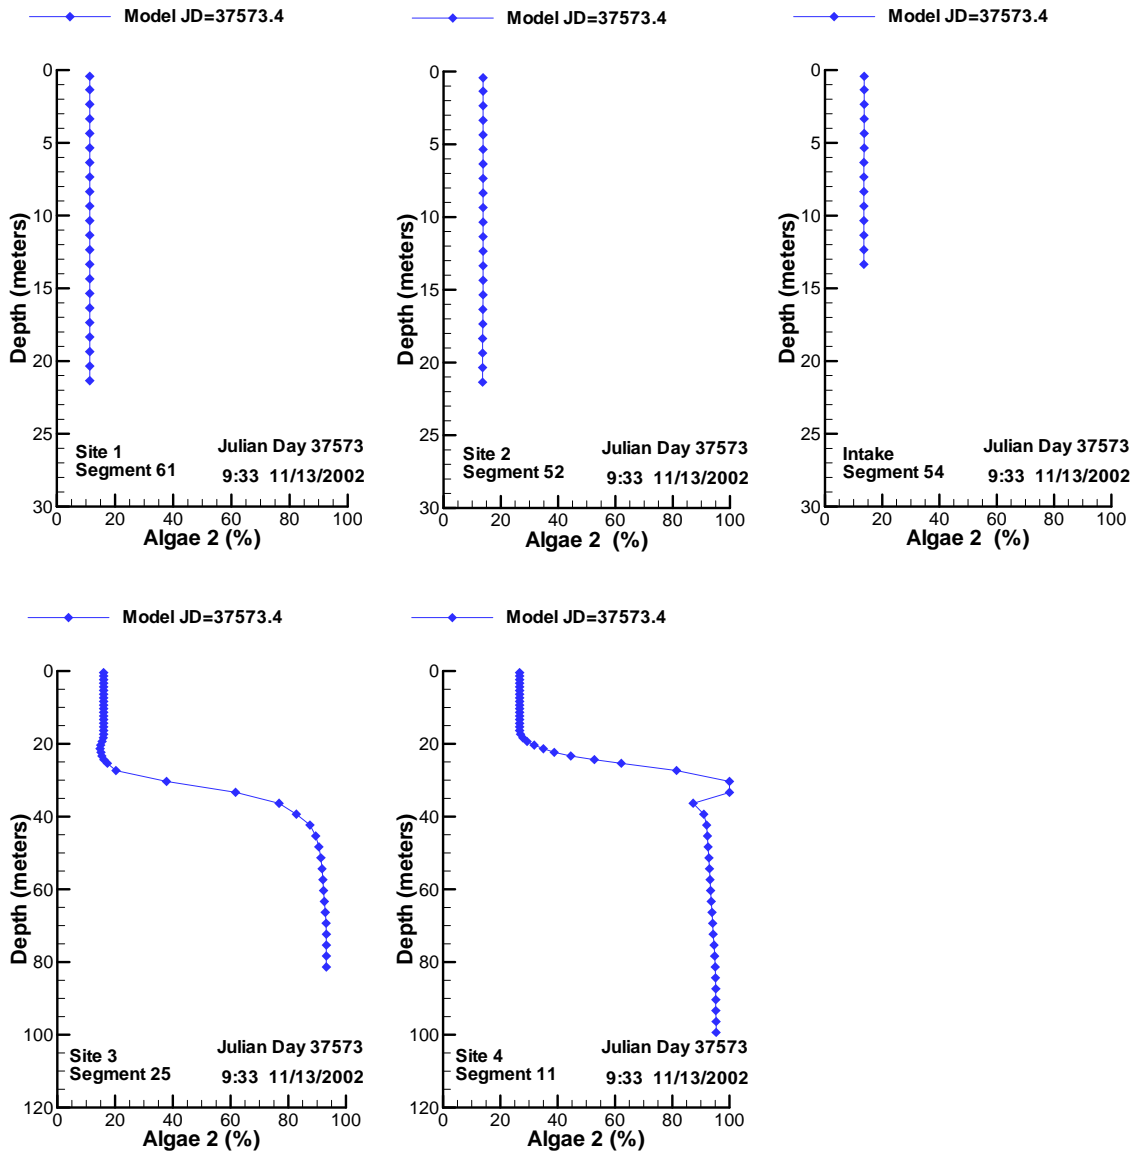 Model JD=37573.4
0
5
10
15
20
25
30
0 20 40 60 80 100
Depth (meters)
Algae 2 (%)
Site 1
Segment 61
Julian Day 37573
9:33 11/13/2002
Model JD=37573.4
0
5
10
15
20
25
30
0 20 40 60 80 100
Depth (meters)
Algae 2 (%)
Site 2
Segment 52
Julian Day 37573
9:33 11/13/2002
Model JD=37573.4
0
5
10
15
20
25
30
0 20 40 60 80 100
Depth (meters)
Algae 2 (%)
Intake
Segment 54
Julian Day 37573
9:33 11/13/2002
Model JD=37573.4
0
20
40
60
80
100
120
0 20 40 60 80 100
Depth (meters)
Algae 2 (%)
Site 3
Segment 25
Julian Day 37573
9:33 11/13/2002
Model JD=37573.4
0
20
40
60
80
100
120
0 20 40 60 80 100
Depth (meters)
Algae 2 (%)
Site 4
Segment 11
Julian Day 37573
9:33 11/13/2002